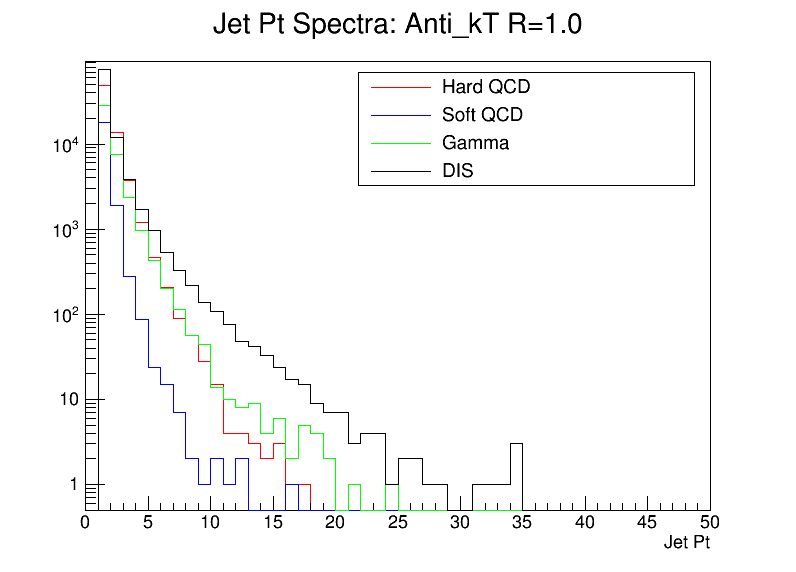 Jet Pt Spectra: Anti_kT R=1.0
Hard QCD
Soft QCD
Gamma
DIS
10⁴
10³
10²
10
1
0 5 10 15 20 25 30 35 40 45 50
Jet Pt